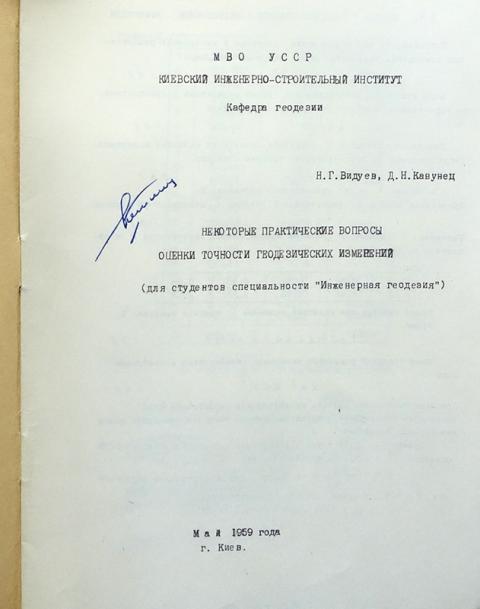 МВО УССР
КИЕВСКИЙ ИНЖЕНЕРНО-СТРОИТЕЛЬНЫЙ ИНСТИТУТ
Кафедра геодезии
Н.Г.Видуев, Д.Н.Кавунец
НЕКОТОРЫЕ ПРАКТИЧЕСКИЕ ВОПРОСЫ
ОЦЕНКИ ТОЧНОСТИ ГЕОДЕЗИЧЕСКИХ ИЗМЕРЕНИЙ
(для студентов специальности "Инженерная геодезия")
Май 1959 года
г. Киев.